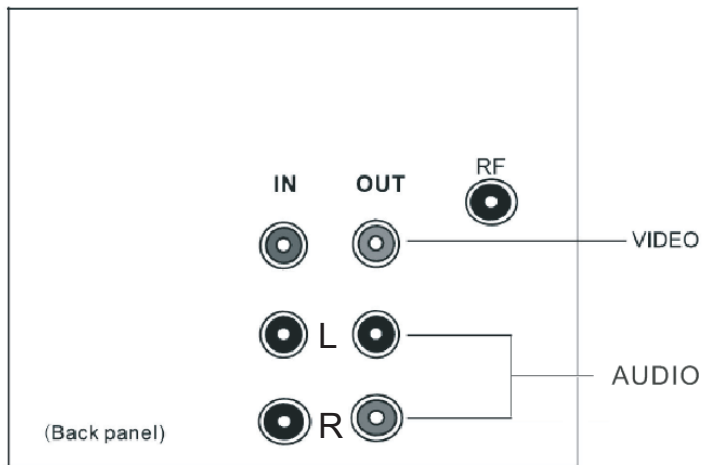 RF
IN OUT
VIDEO
L
AUDIO
R
(Back panel)